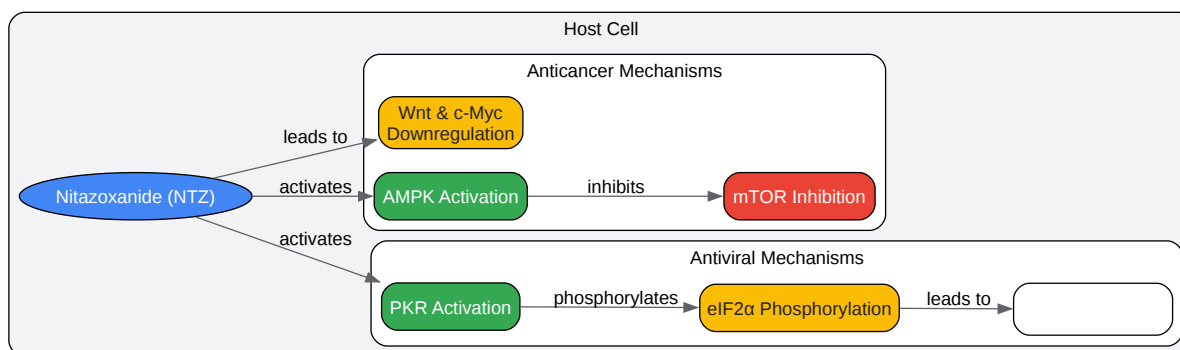 Host Cell
Anticancer Mechanisms
Wnt & c-Myc
Downregulation
leads to
Nitazoxanide (NTZ)
activates
AMPK Activation
inhibits
mTOR Inhibition
activates
Antiviral Mechanisms
PKR Activation
phosphorylates
eIF2α Phosphorylation
leads to